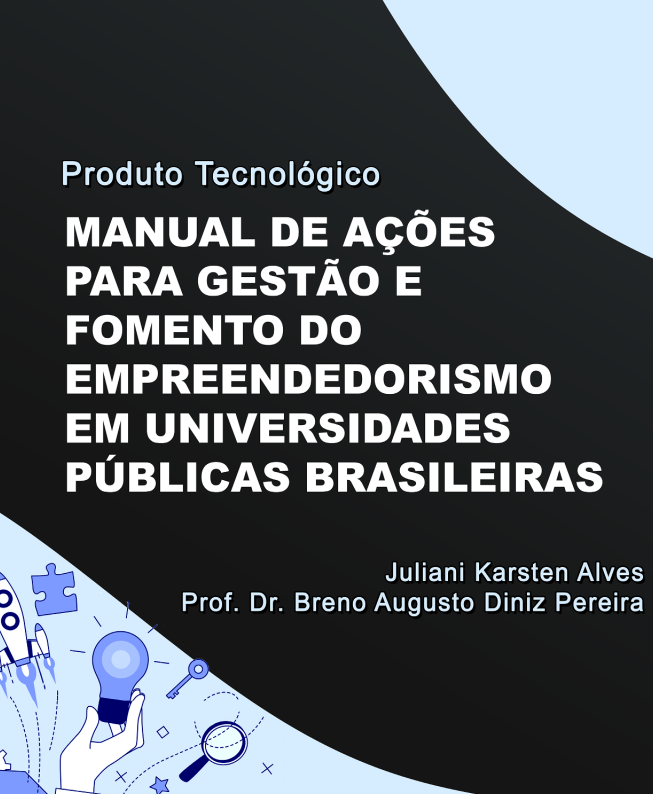 Produto Tecnológico
MANUAL DE AÇÕES
PARA GESTÃO E
FOMENTO DO
EMPREENDEDORISMO
EM UNIVERSIDADES
PÚBLICAS BRASILEIRAS
Juliani Karsten Alves
Prof. Dr. Breno Augusto Diniz Pereira